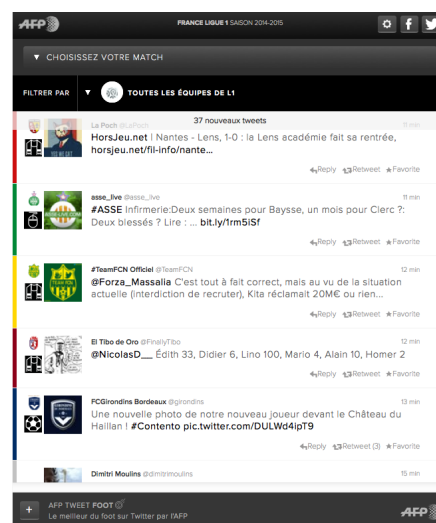 AFP
FRANCE LIGUE 1 SAISON 2014-2015
▼ CHOISISSEZ VOTRE MATCH
FILTRER PAR ▼ TOUTES LES ÉQUIPES DE L1
37 nouveaux tweets
La Poch @LaPoch 11 min
HorsJeu.net | Nantes - Lens, 1-0 : la Lens académie fait sa rentrée,
horsjeu.net/fil-info/nante...
Reply Retweet Favorite
asse_live @asse_live 11 min
#ASSE Infirmerie:Deux semaines pour Baysse, un mois pour Clerc ?:
Deux blessés ? Lire : ... bit.ly/1rm5iSf
Reply Retweet Favorite
#TeamFCN Officiel @TeamFCN 12 min
@Forza_Massalia C'est tout à fait correct, mais au vu de la situation
actuelle (interdiction de recruter), Kita réclamait 20M€ ou rien...
Reply Retweet Favorite
El Tibo de Oro @FinallyTibo 12 min
@NicolasD__ Édith 33, Didier 6, Lino 100, Mario 4, Alain 10, Homer 2
Reply Retweet Favorite
FCGirondins Bordeaux @girondins 13 min
Une nouvelle photo de notre nouveau joueur devant le Château du
Haillan ! #Contento pic.twitter.com/DULWd4ipT9
Reply Retweet (3) Favorite
Dimitri Moulins @dmitrimoulins 15 min
+ AFP TWEET FOOT
Le meilleur du foot sur Twitter par l'AFP
AFP